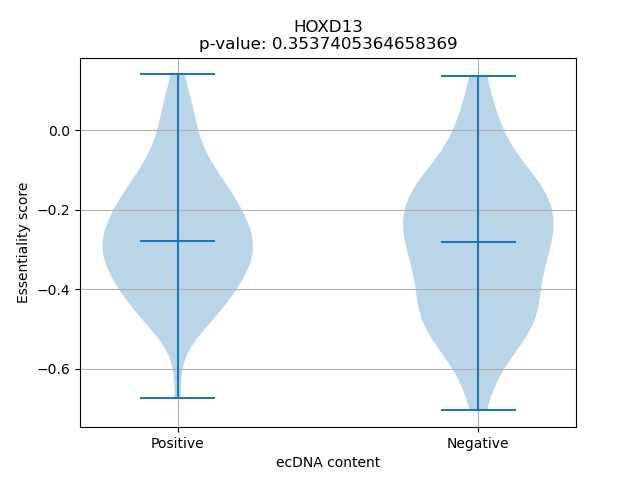 HOXD13
p-value: 0.3537405364658369
0.0
−0.2
−0.4
−0.6
Essentiality score
Positive
Negative
ecDNA content